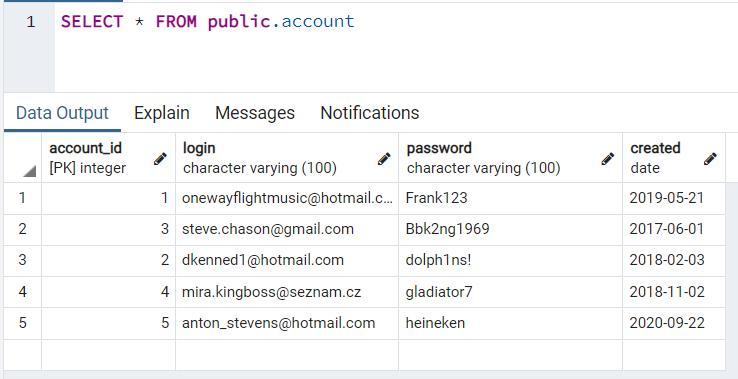 1 SELECT * FROM public.account
Data Output Explain Messages Notifications
account_id login password created
[PK] integer character varying (100) character varying (100) date
1 1 onewayflightmusic@hotmail.c... Frank123 2019-05-21
2 3 steve.chason@gmail.com Bbk2ng1969 2017-06-01
3 2 dkenned1@hotmail.com dolph1ns! 2018-02-03
4 4 mira.kingboss@seznam.cz gladiator7 2018-11-02
5 5 anton_stevens@hotmail.com heineken 2020-09-22